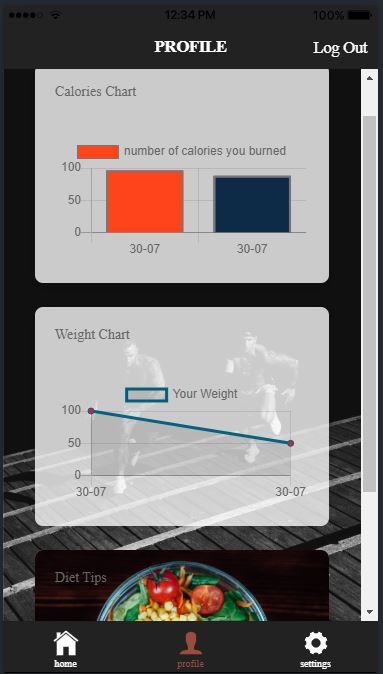 12:34 PM 100%
PROFILE Log Out
Calories Chart
number of calories you burned
100
50
0
30-07 30-07
Weight Chart
Your Weight
100
50
0
30-07 30-07
Diet Tips
home profile settings